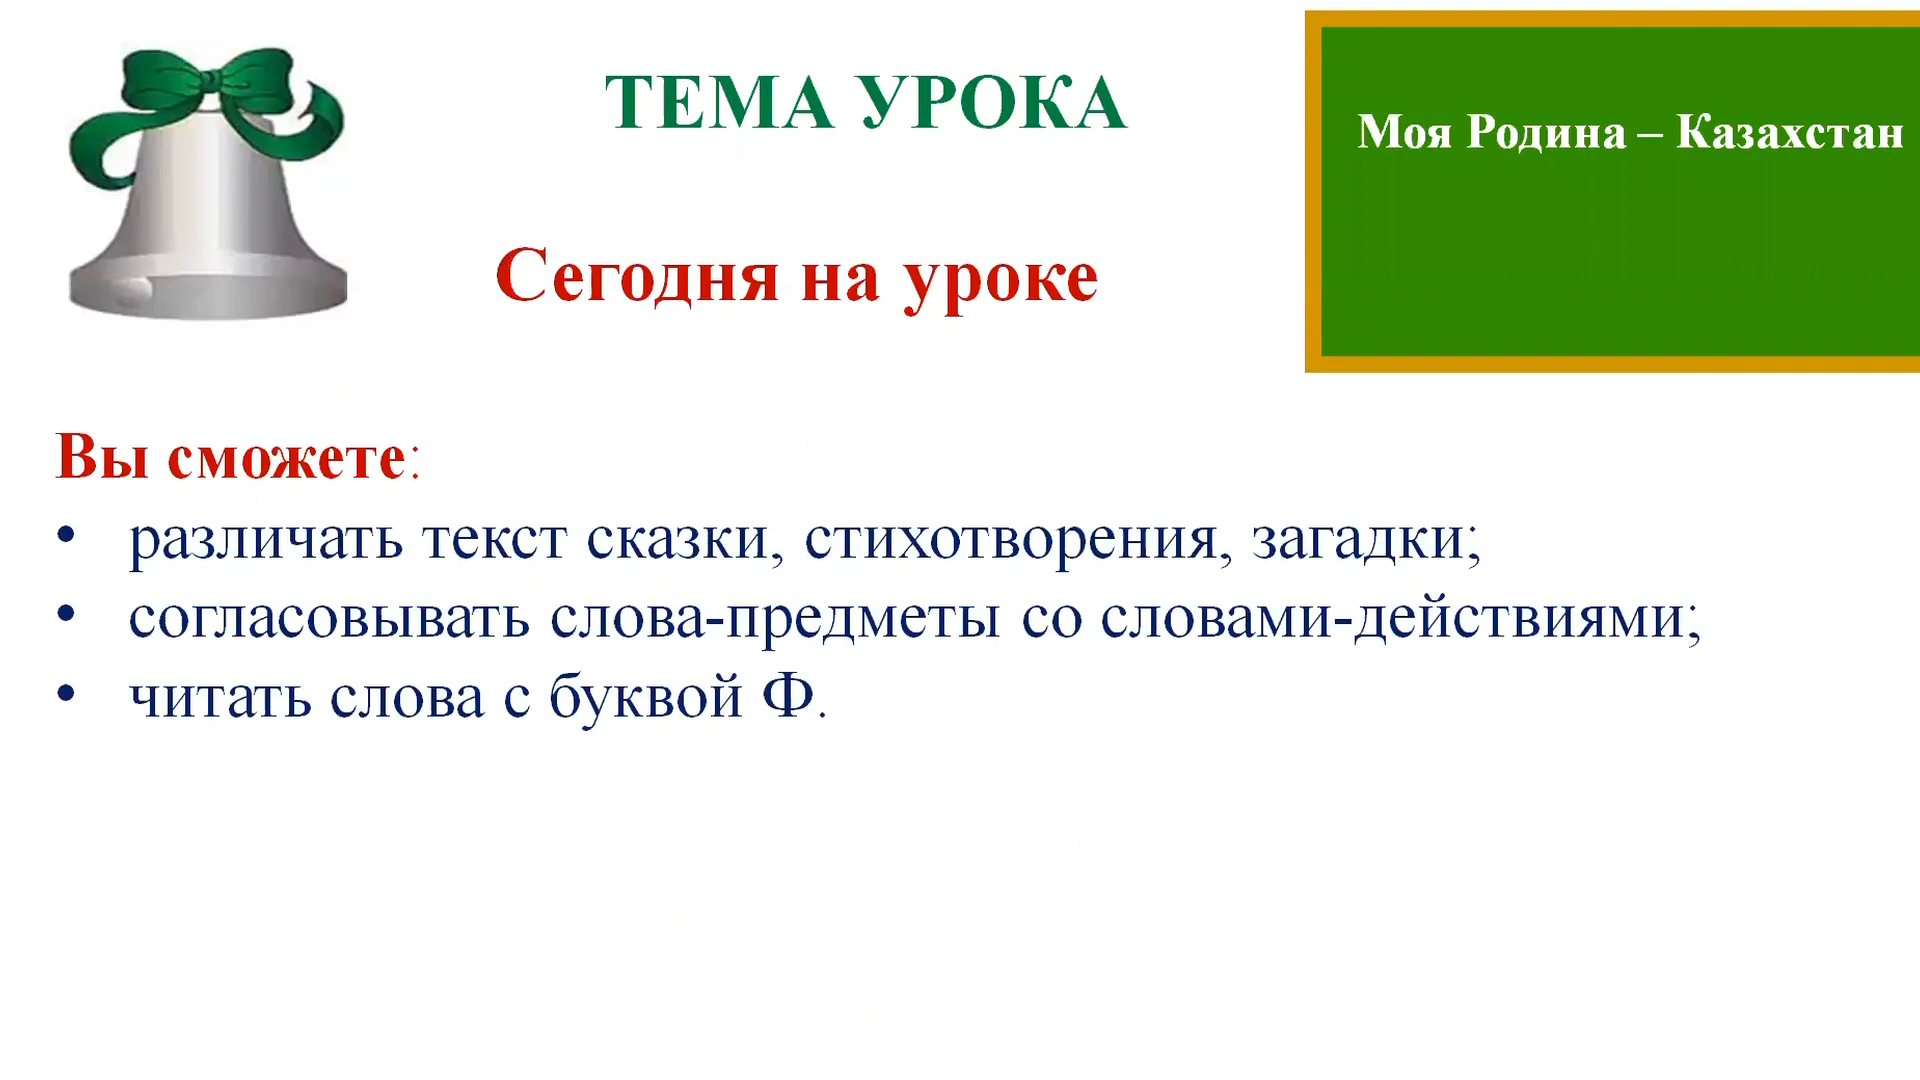 ТЕМА УРОКА
Моя Родина – Казахстан
Сегодня на уроке
Вы сможете:
• различать текст сказки, стихотворения, загадки;
• согласовывать слова-предметы со словами-действиями;
• читать слова с буквой Ф.